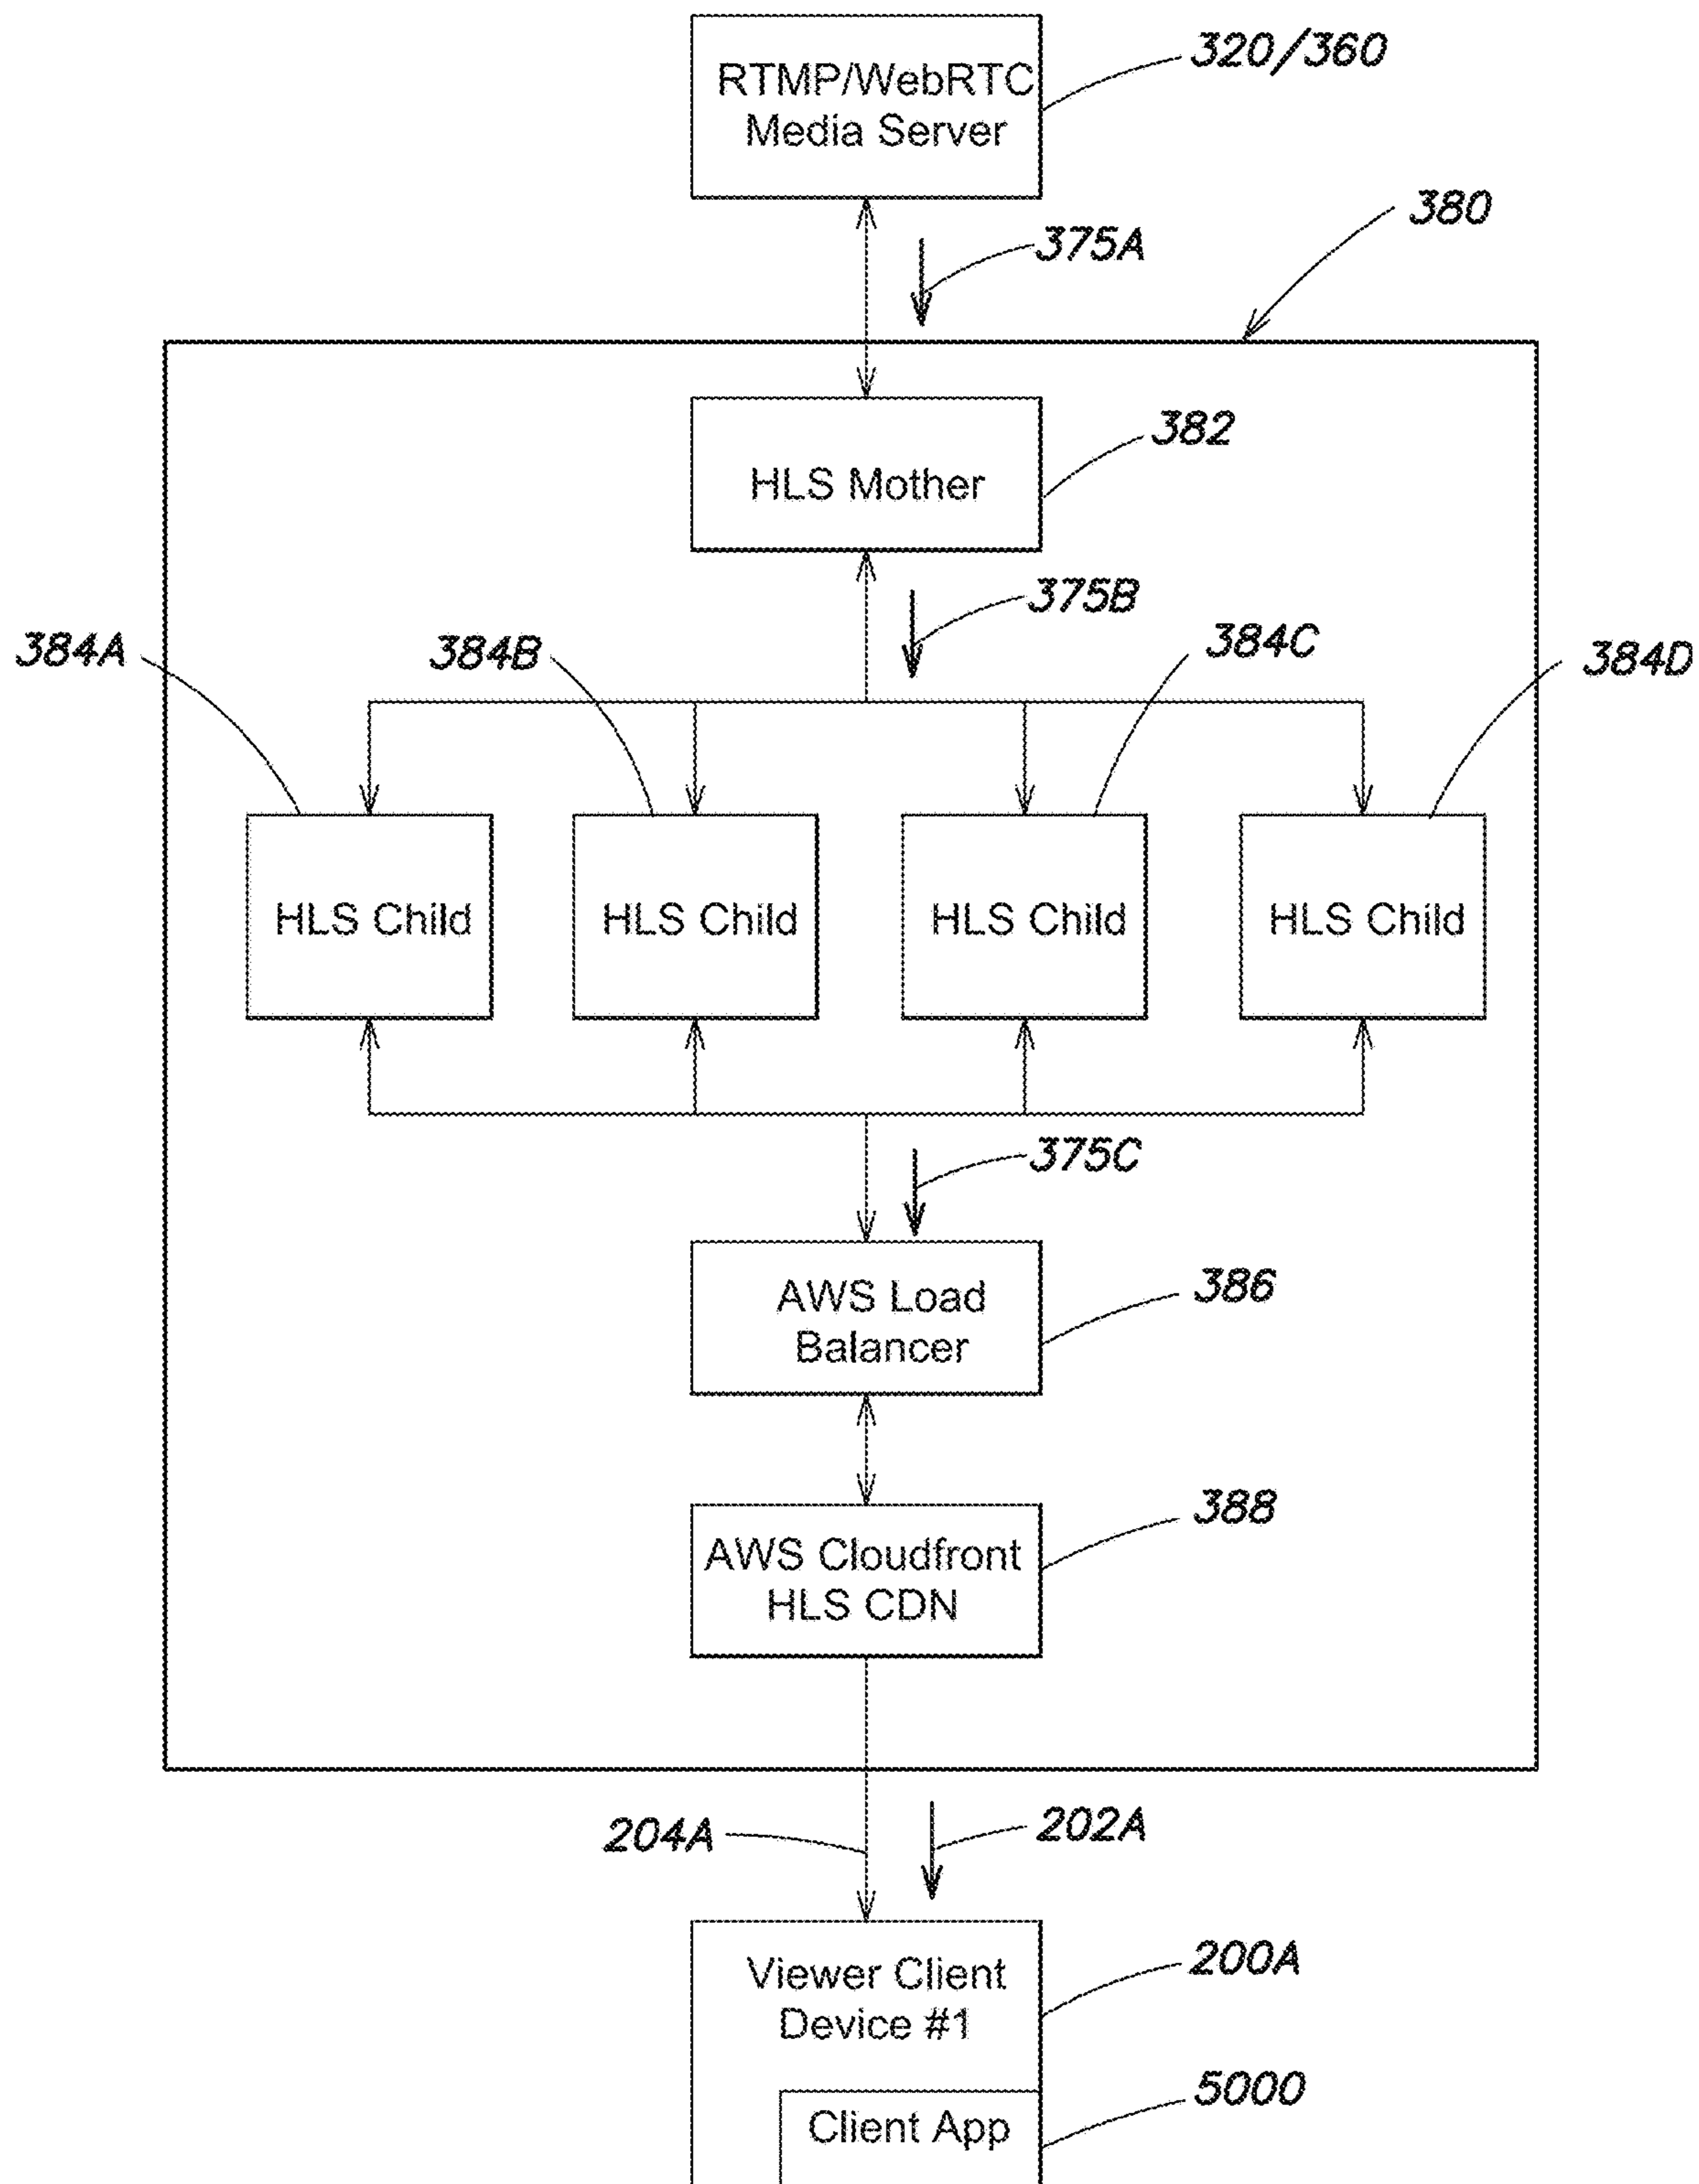 RTMP/WebRTC
Media Server
320/360
380
375A
HLS Mother
382
375B
384A
384B
384C
384D
HLS Child
HLS Child
HLS Child
HLS Child
375C
AWS Load
Balancer
386
AWS Cloudfront
HLS CDN
388
204A
202A
Viewer Client
Device #1
200A
Client App
5000